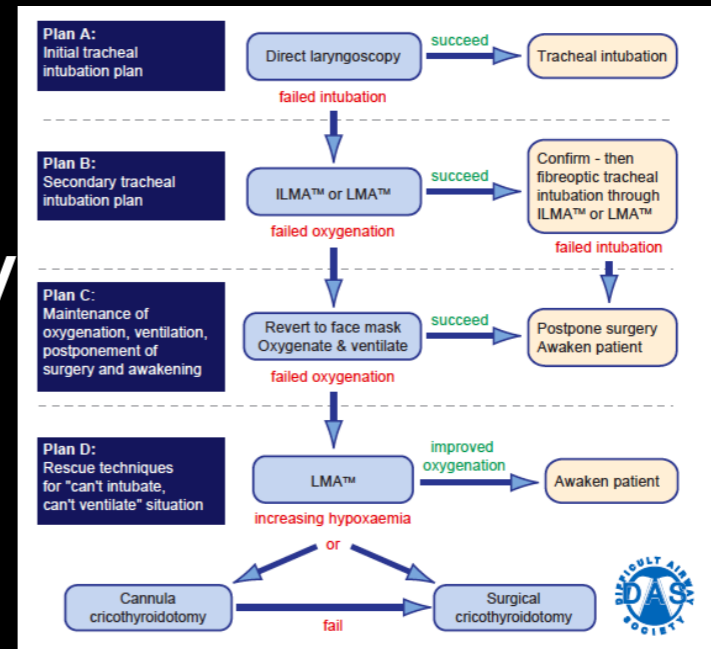 Plan A:
Initial tracheal
intubation plan
Direct laryngoscopy
succeed
Tracheal intubation
failed intubation
Plan B:
Secondary tracheal
intubation plan
ILMA™ or LMA™
succeed
Confirm - then
fibreoptic tracheal
intubation through
ILMA™ or LMA™
failed oxygenation
failed intubation
Plan C:
Maintenance of
oxygenation, ventilation,
postponement of
surgery and awakening
Revert to face mask
Oxygenate & ventilate
succeed
Postpone surgery
Awaken patient
failed oxygenation
Plan D:
Rescue techniques
for "can't intubate,
can't ventilate" situation
LMA™
improved
oxygenation
Awaken patient
increasing hypoxaemia
or
Cannula
cricothyroidotomy
fail
Surgical
cricothyroidotomy
DIFFICULT AIRWAY
DAS
SOCIETY